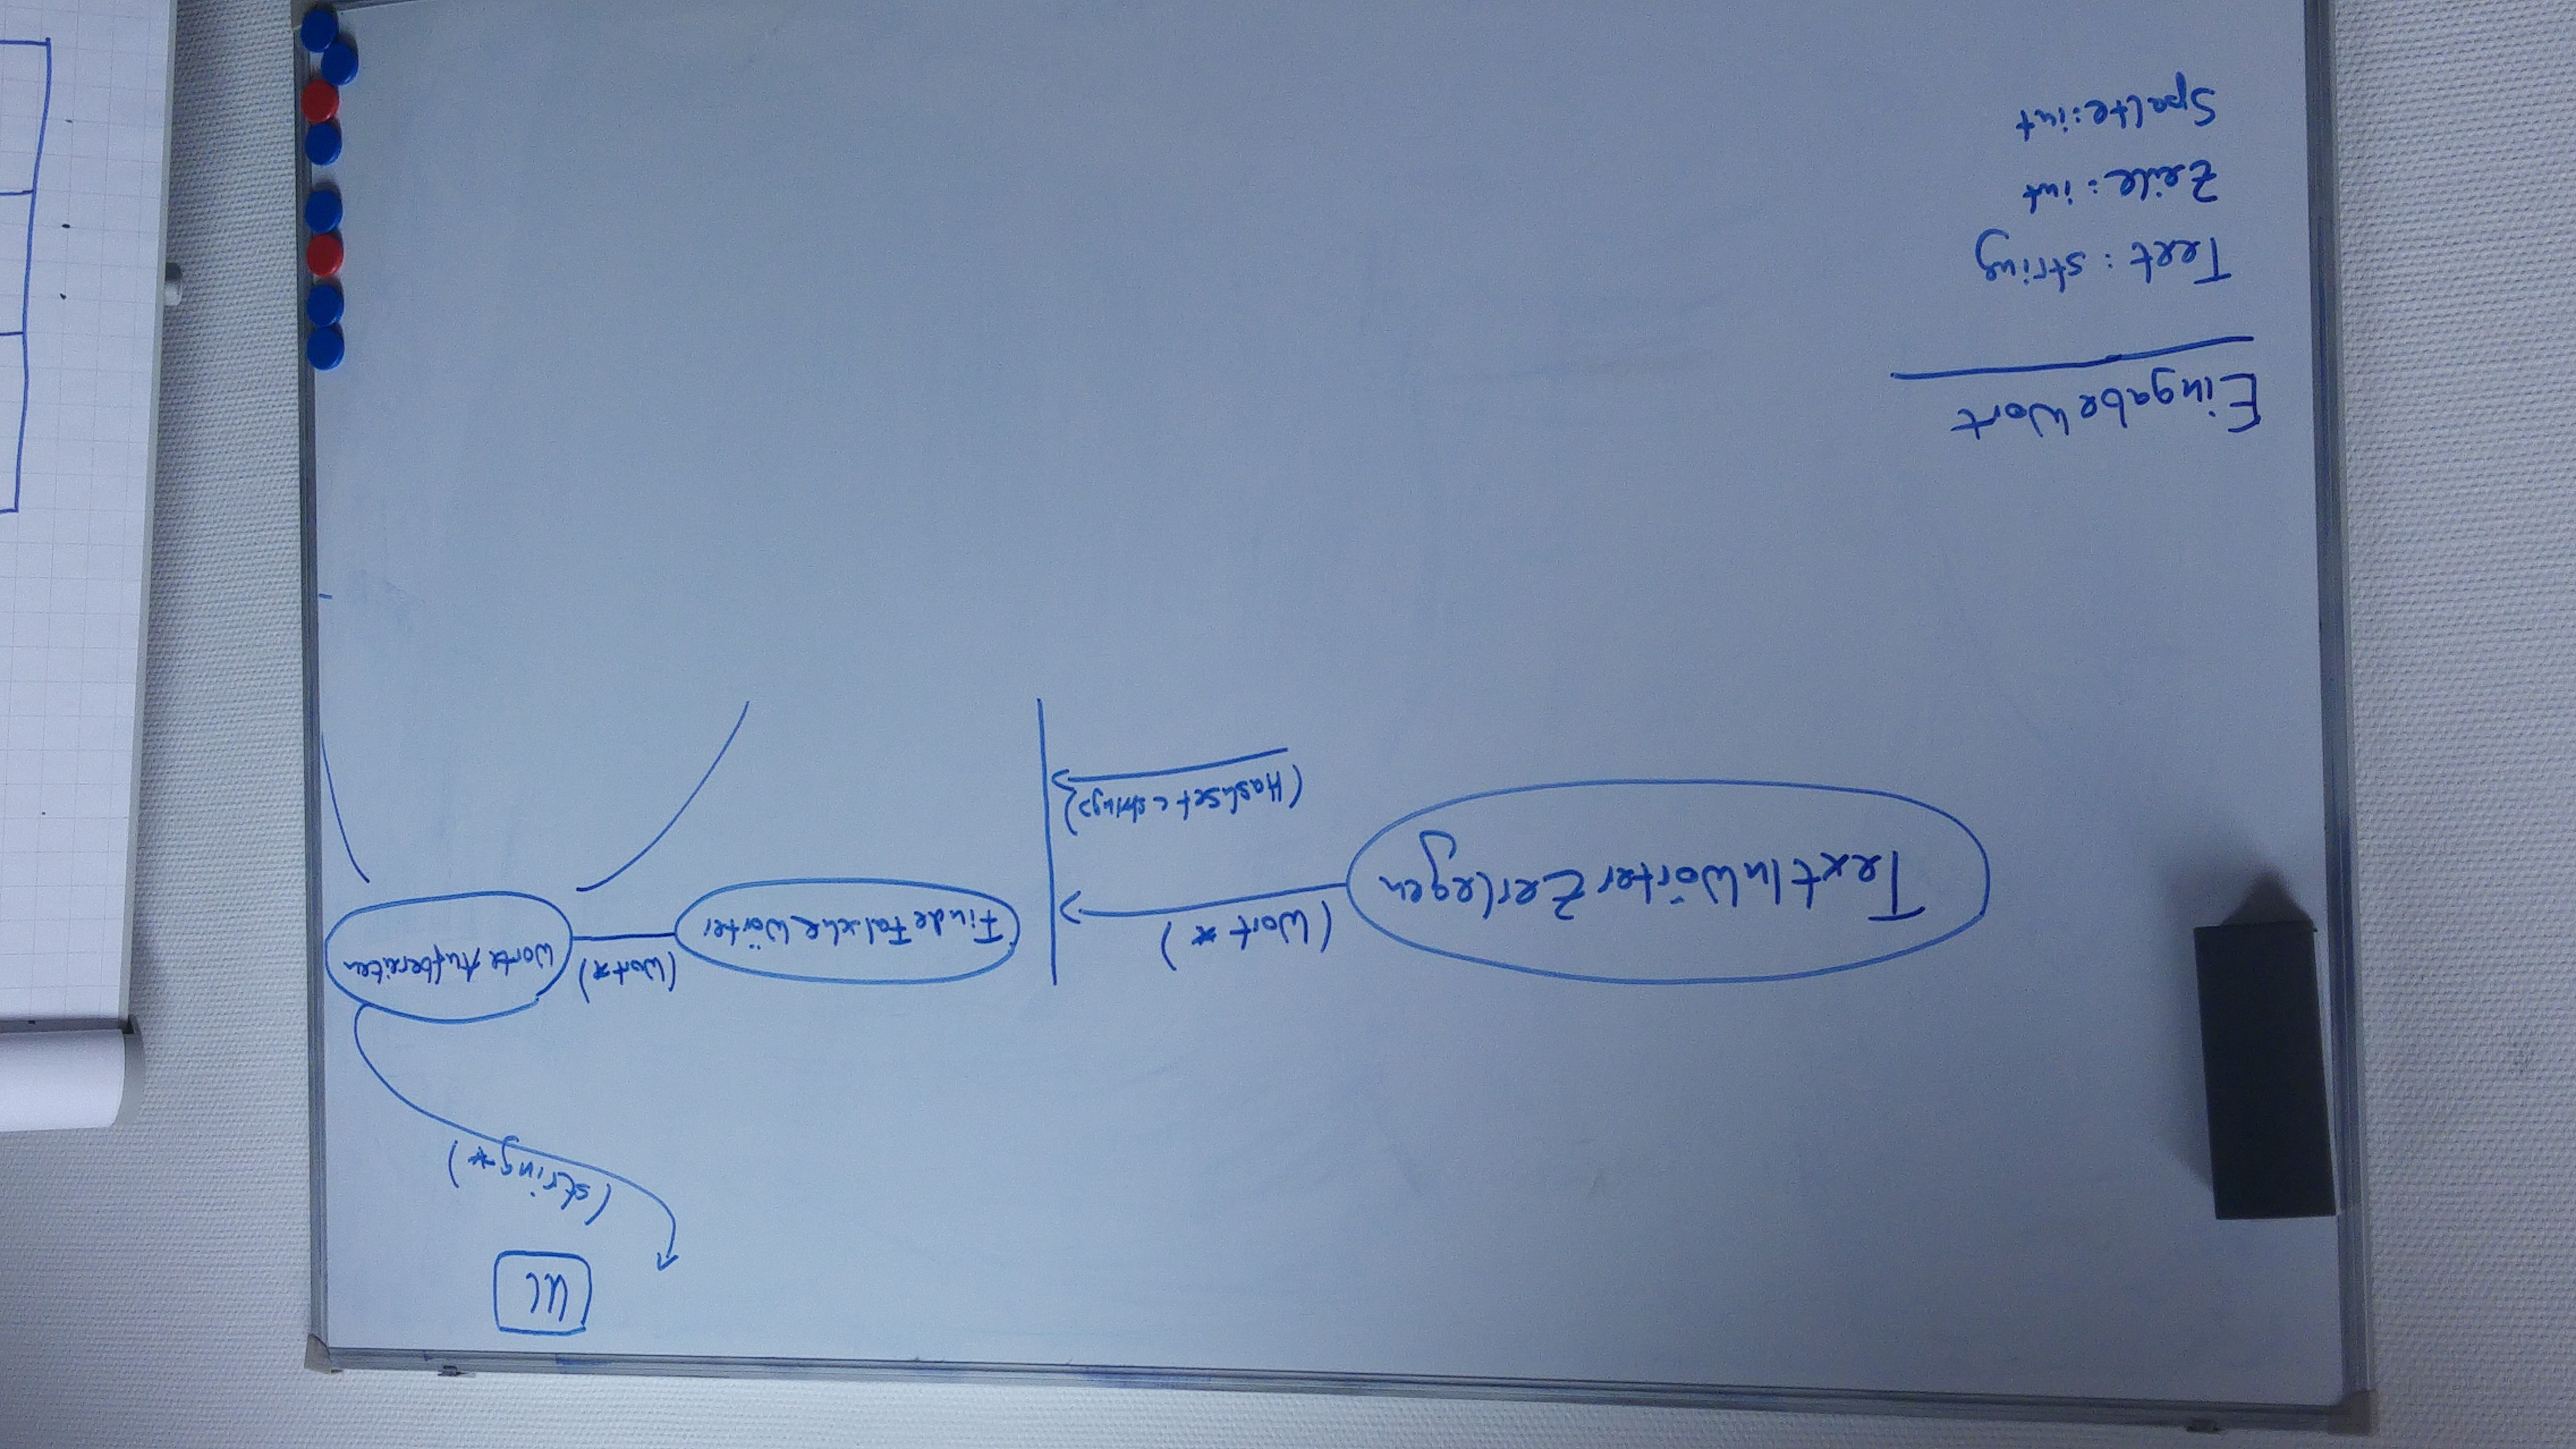 UI
(string*)
TextInWörterZerlegen
(Wort *)
(Hashset<string>)
FindeFalscheWörter
(Wort*)
WorteAufbereiten
EingabeWort
Text: string
Zeile: int
Spalte: int